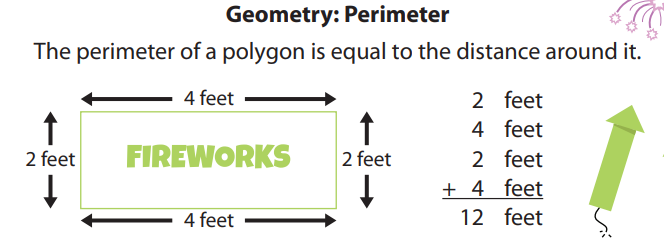 Geometry: Perimeter
The perimeter of a polygon is equal to the distance around it.
4 feet
2 feet
FIREWORKS
2 feet
4 feet
2 feet
4 feet
2 feet
+ 4 feet
12 feet